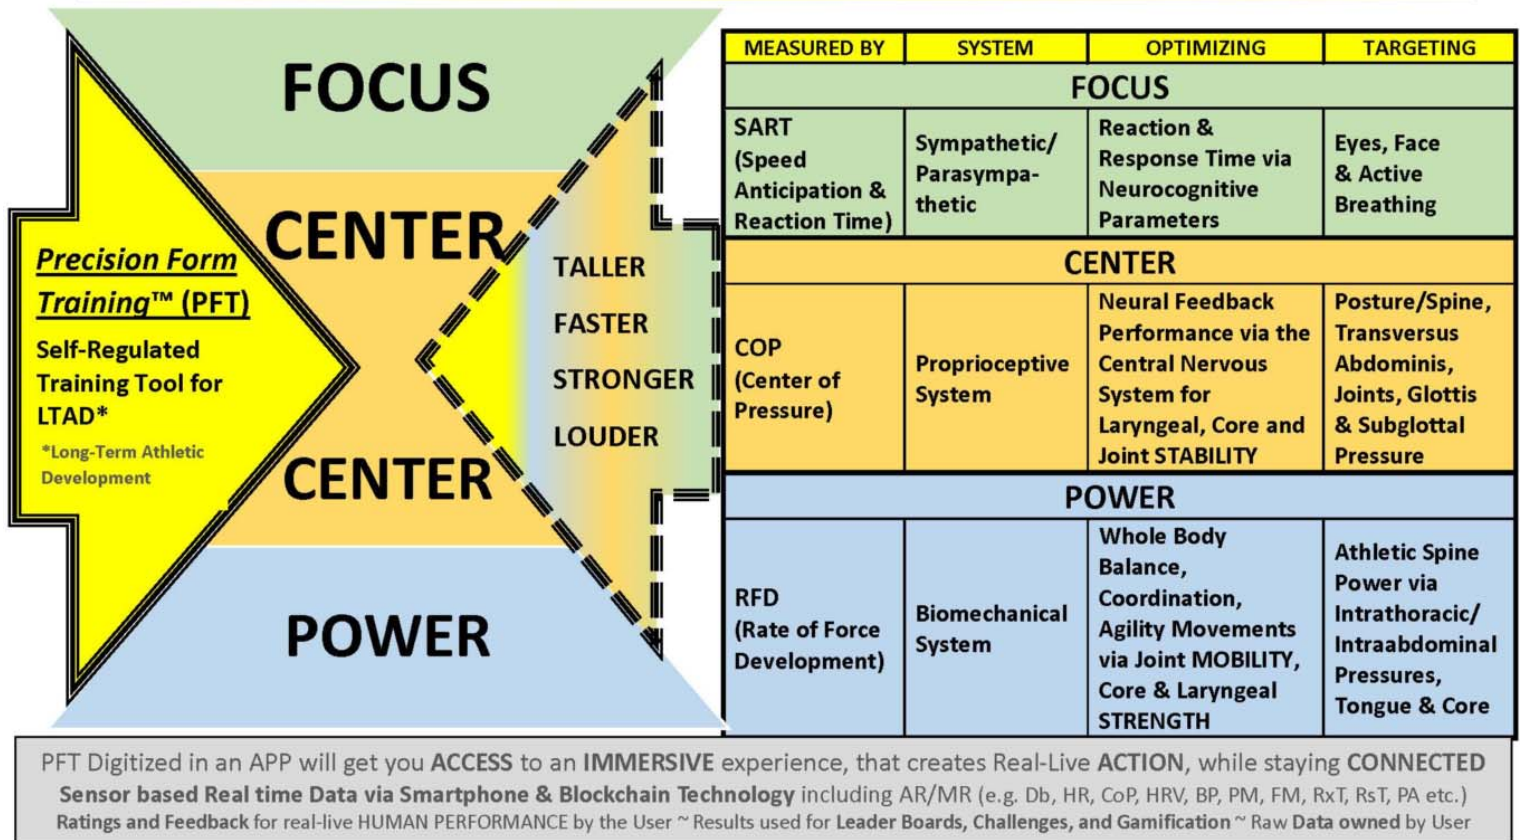 FOCUS
CENTER
Precision Form
Training™ (PFT)
Self-Regulated
Training Tool for
LTAD*
*Long-Term Athletic
Development
TALLER
FASTER
STRONGER
LOUDER
CENTER
POWER
MEASURED BY SYSTEM OPTIMIZING TARGETING
FOCUS
SART
(Speed
Anticipation &
Reaction Time)
Sympathetic/
Parasympa-
thetic
Reaction &
Response Time via
Neurocognitive
Parameters
Eyes, Face
& Active
Breathing
CENTER
COP
(Center of
Pressure)
Proprioceptive
System
Neural Feedback
Performance via the
Central Nervous
System for
Laryngeal, Core and
Joint STABILITY
Posture/Spine,
Transversus
Abdominis,
Joints, Glottis
& Subglottal
Pressure
POWER
RFD
(Rate of Force
Development)
Biomechanical
System
Whole Body
Balance,
Coordination,
Agility Movements
via Joint MOBILITY,
Core & Laryngeal
STRENGTH
Athletic Spine
Power via
Intrathoracic/
Intraabdominal
Pressures,
Tongue & Core
PFT Digitized in an APP will get you ACCESS to an IMMERSIVE experience, that creates Real-Live ACTION, while staying CONNECTED
Sensor based Real time Data via Smartphone & Blockchain Technology including AR/MR (e.g. Db, HR, CoP, HRV, BP, PM, FM, RxT, RsT, PA etc.)
Ratings and Feedback for real-live HUMAN PERFORMANCE by the User ~ Results used for Leader Boards, Challenges, and Gamification ~ Raw Data owned by User